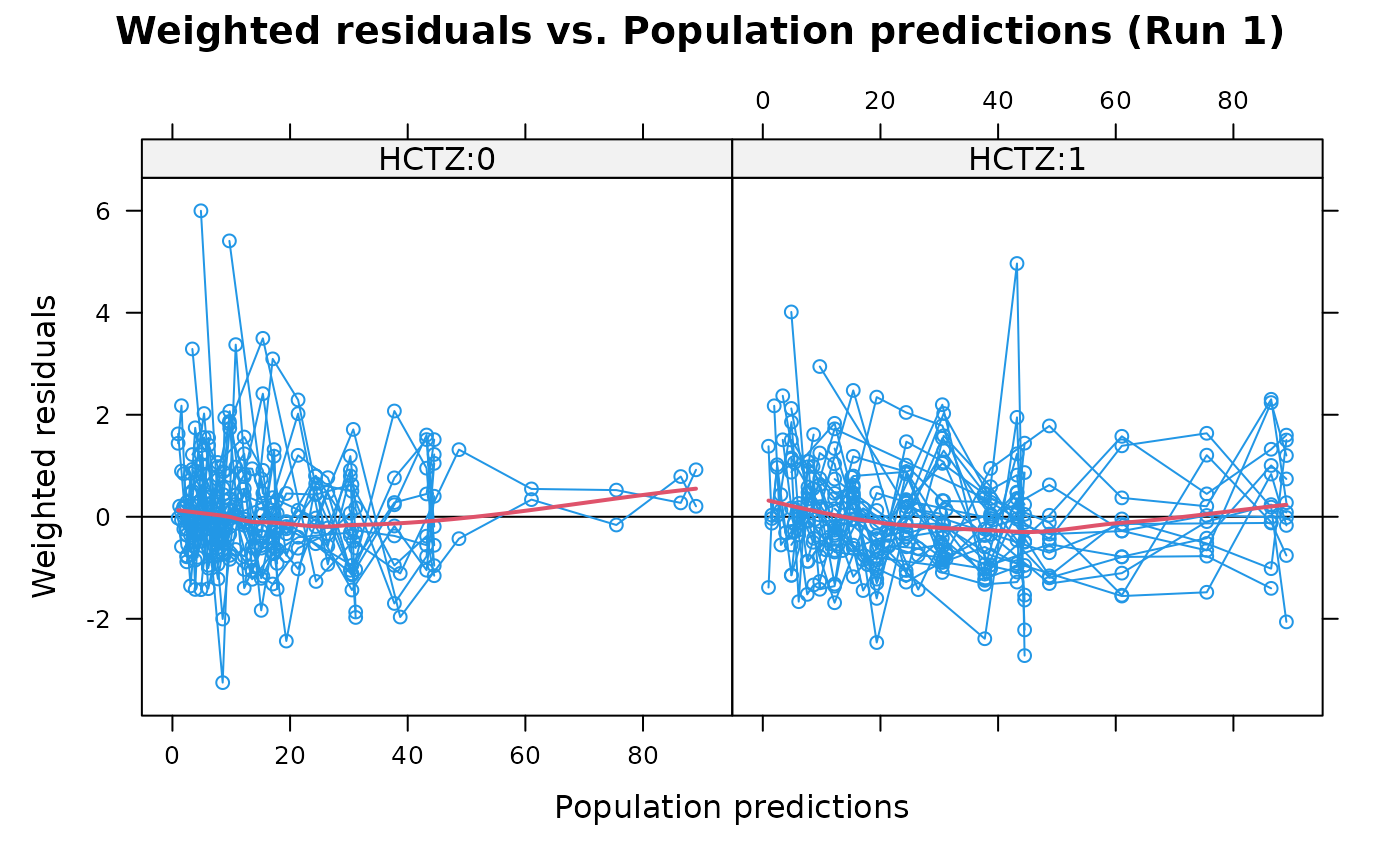 Weighted residuals vs. Population predictions (Run 1)
0 20 40 60 80
HCTZ:0 HCTZ:1
6
4
2
0
-2
Weighted residuals
0 20 40 60 80
Population predictions